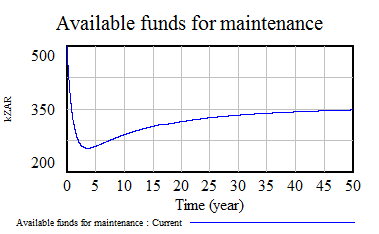 Available funds for maintenance
500
350
200
kZAR
0 5 10 15 20 25 30 35 40 45 50
Time (year)
Available funds for maintenance : Current